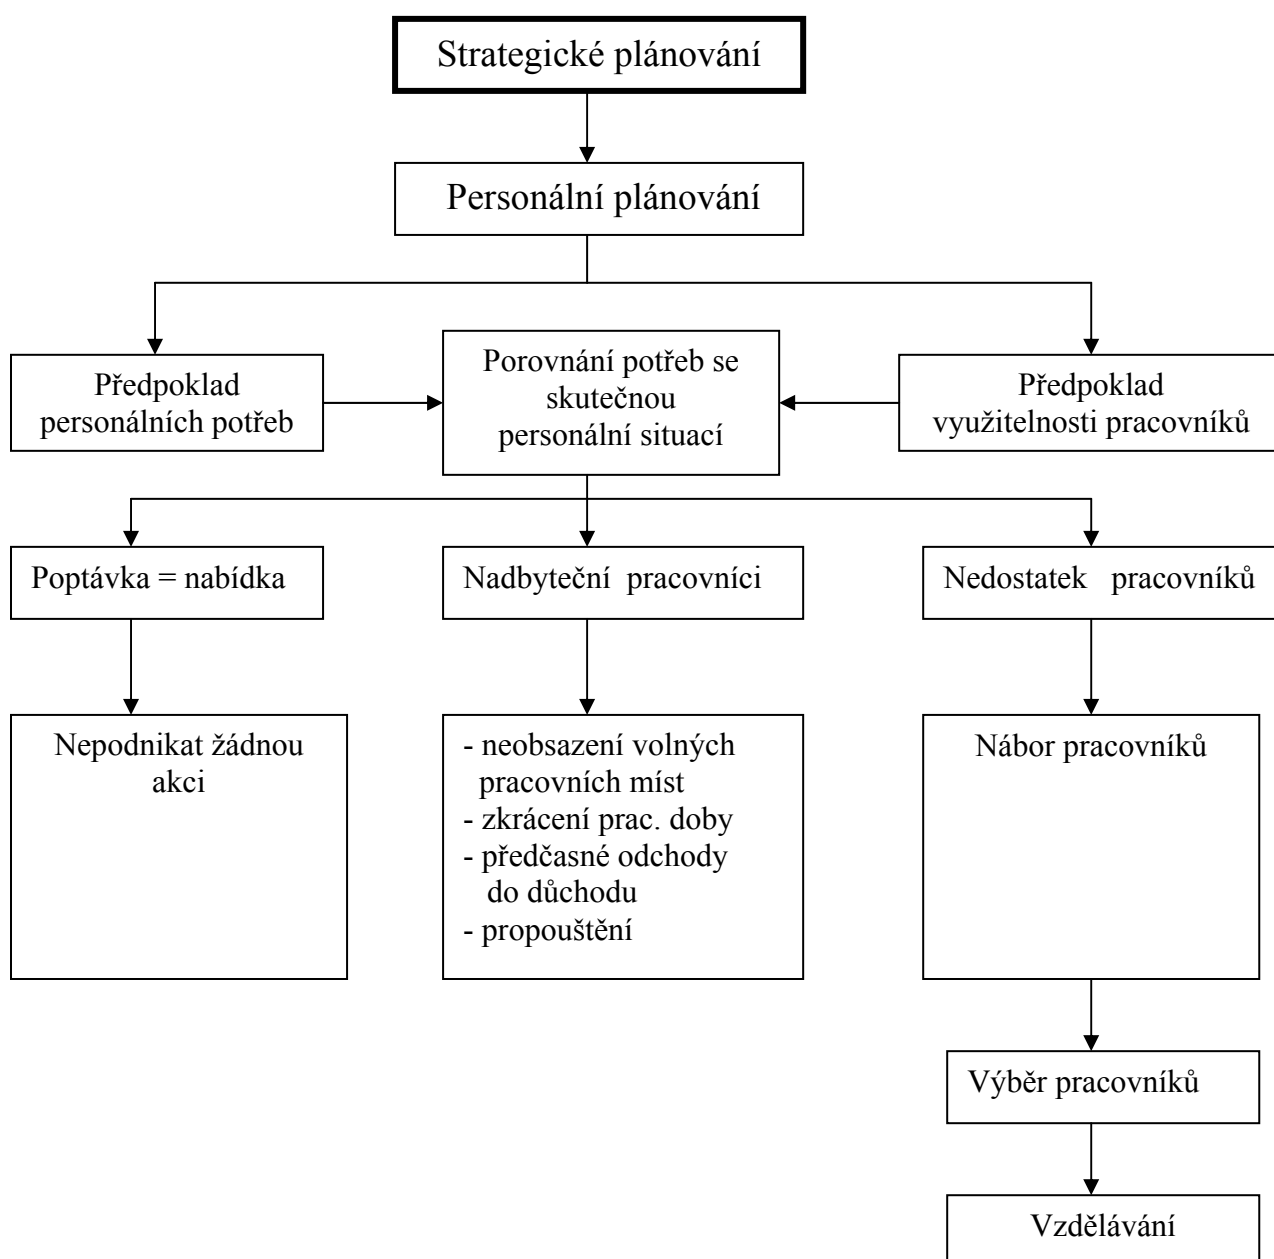 Strategické plánování
Personální plánování
Předpoklad
personálních potřeb
Porovnání potřeb se
skutečnou
personální situací
Předpoklad
využitelnosti pracovníků
Poptávka = nabídka
Nadbyteční pracovníci
Nedostatek pracovníků
Nepodnikat žádnou
akci
- neobsazení volných
pracovních míst
- zkrácení prac. doby
- předčasné odchody
do důchodu
- propouštění
Nábor pracovníků
Výběr pracovníků
Vzdělávání